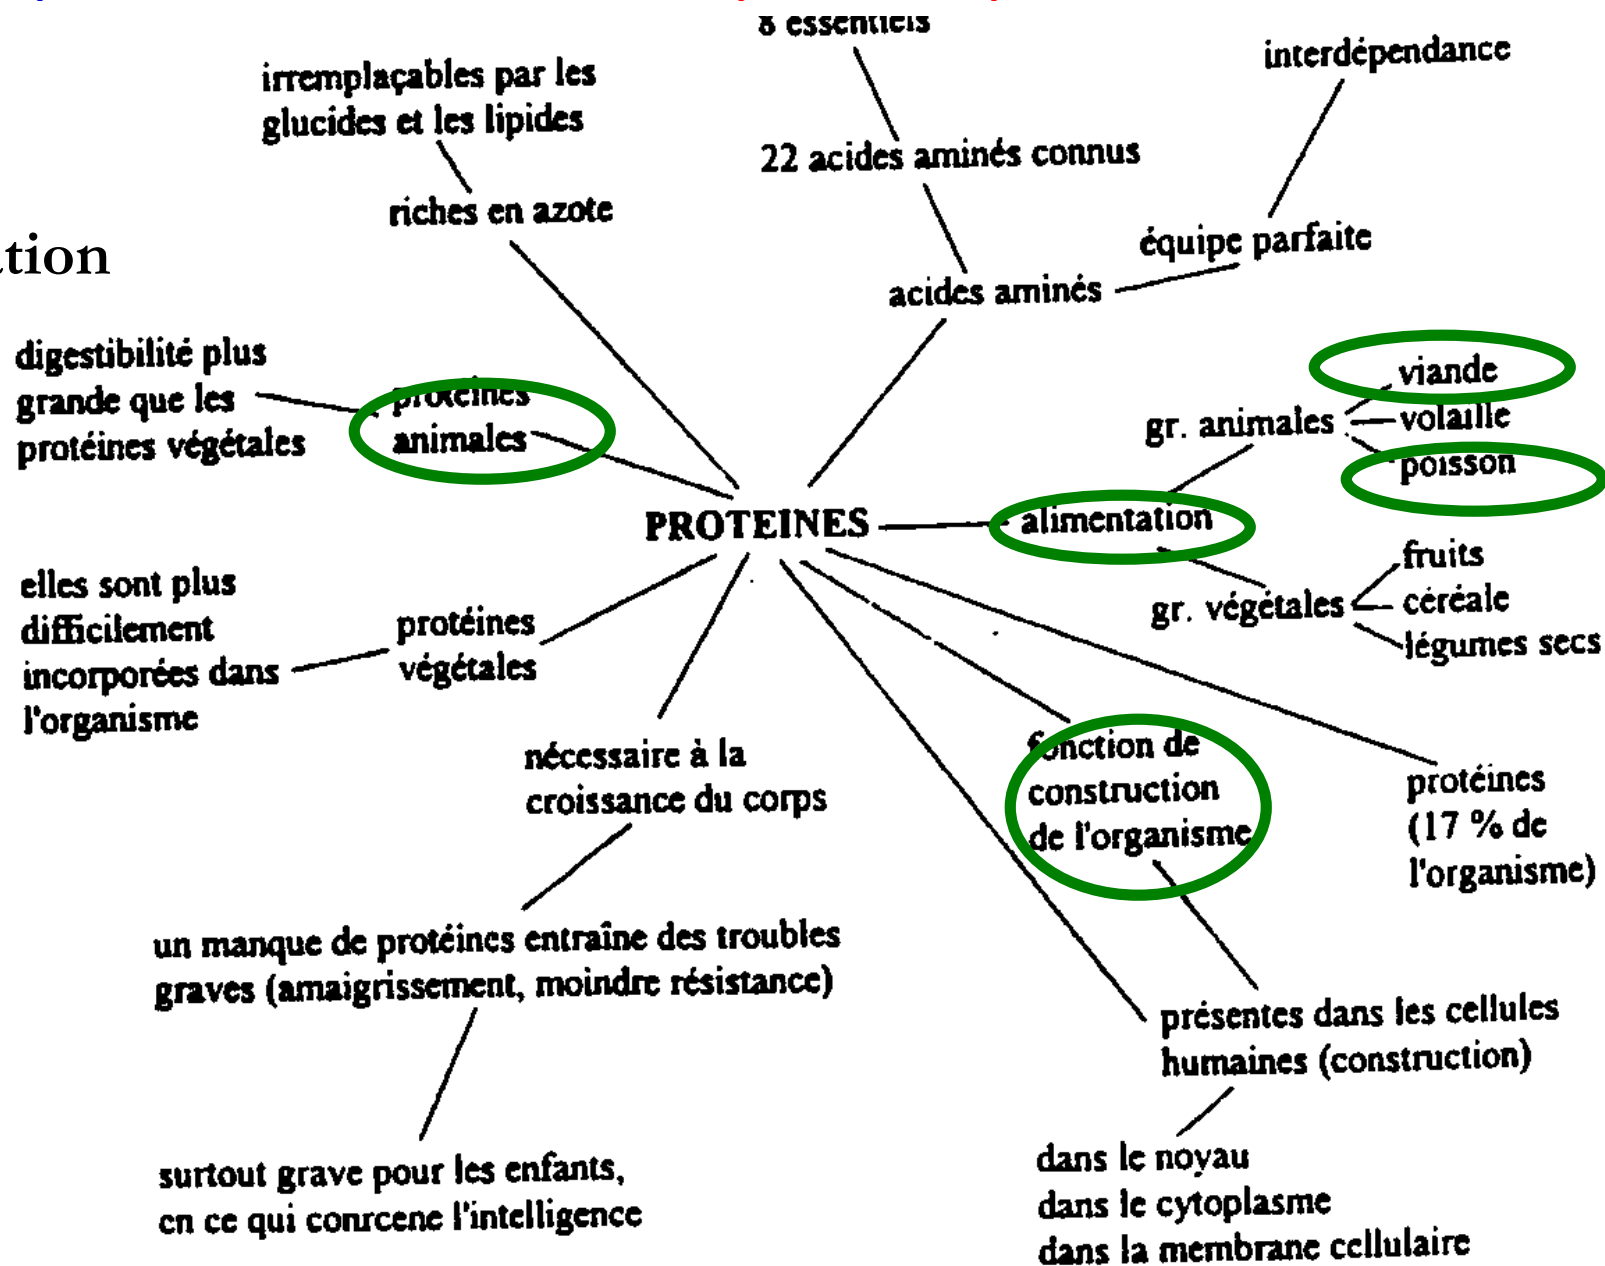 8 essentiels
interdépendance
irremplaçables par les
glucides et les lipides
22 acides aminés connus
riches en azote
équipe parfaite
acides aminés
digestibilité plus
grande que les
protéines végétales
protéines
animales
viande
gr. animales
volaille
poisson
PROTEINES
alimentation
fruits
gr. végétales
céréale
légumes secs
elles sont plus
difficilement
incorporées dans
l'organisme
protéines
végétales
nécessaire à la
croissance du corps
fonction de
construction
de l'organisme
protéines
(17 % de
l'organisme)
un manque de protéines entraîne des troubles
graves (amaigrissement, moindre résistance)
présentes dans les cellules
humaines (construction)
surtout grave pour les enfants,
en ce qui conrcene l'intelligence
dans le noyau
dans le cytoplasme
dans la membrane cellulaire